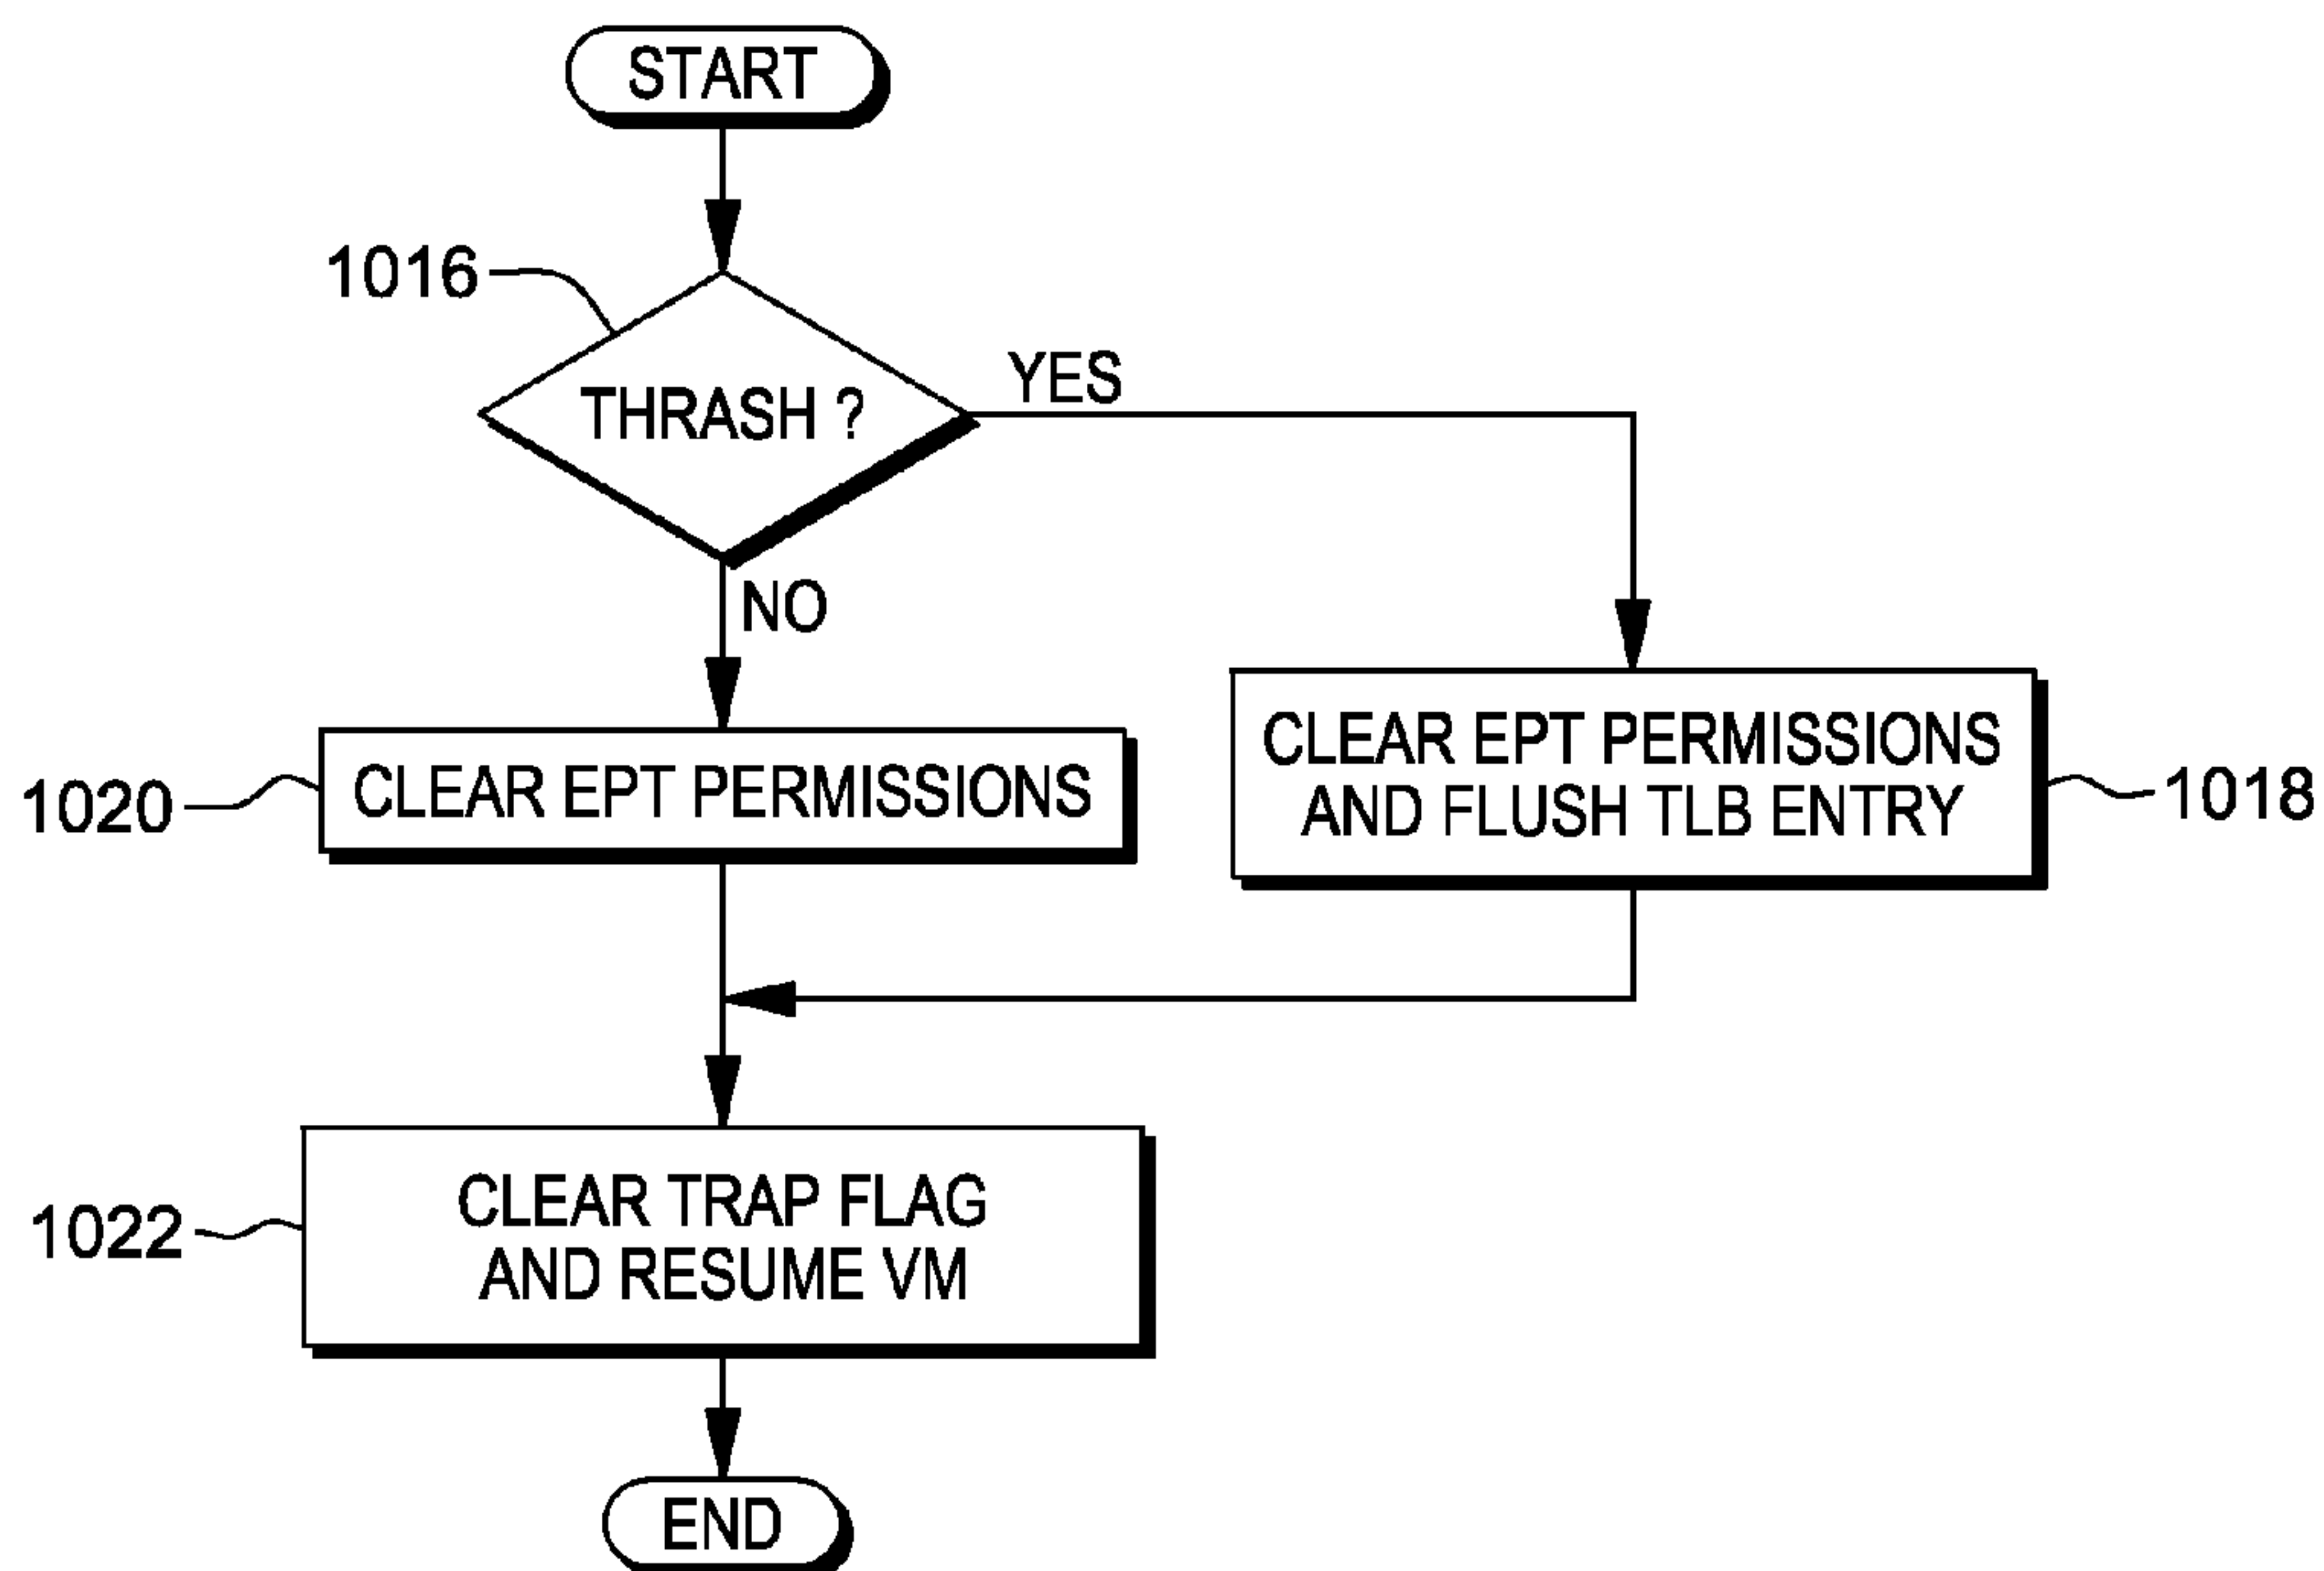 START
1016
THRASH ?
YES
NO
CLEAR EPT PERMISSIONS
AND FLUSH TLB ENTRY
1018
1020
CLEAR EPT PERMISSIONS
1022
CLEAR TRAP FLAG
AND RESUME VM
END